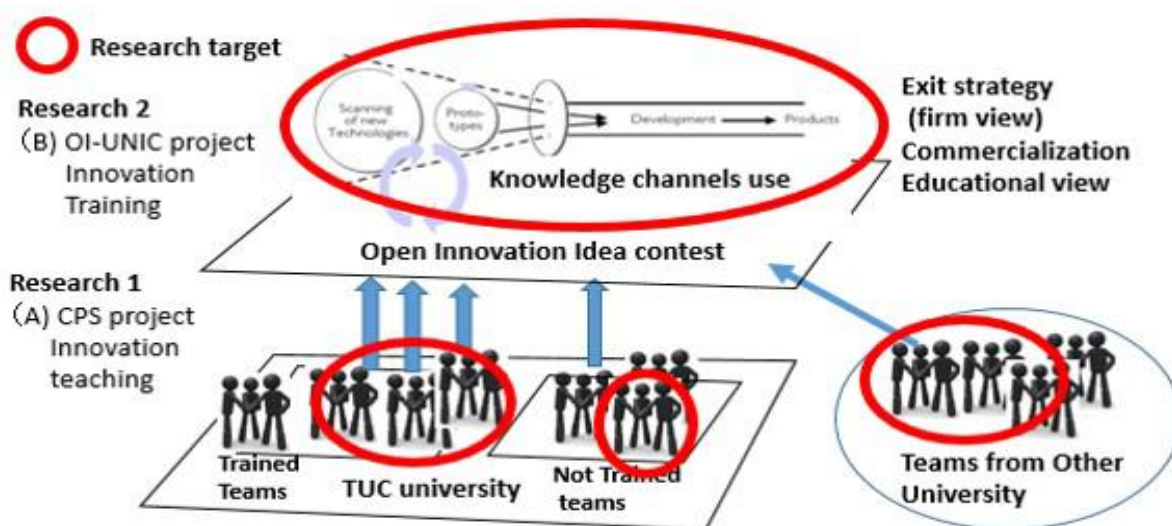 Research target
Research 2
(B) OI-UNIC project
Innovation
Training
Scanning
of new
Technologies
Proto-
types
Development
Products
Knowledge channels use
Open Innovation Idea contest
Exit strategy
(firm view)
Commercialization
Educational view
Research 1
(A) CPS project
Innovation
teaching
Trained
Teams
TUC university
Not Trained
teams
Teams from Other
University